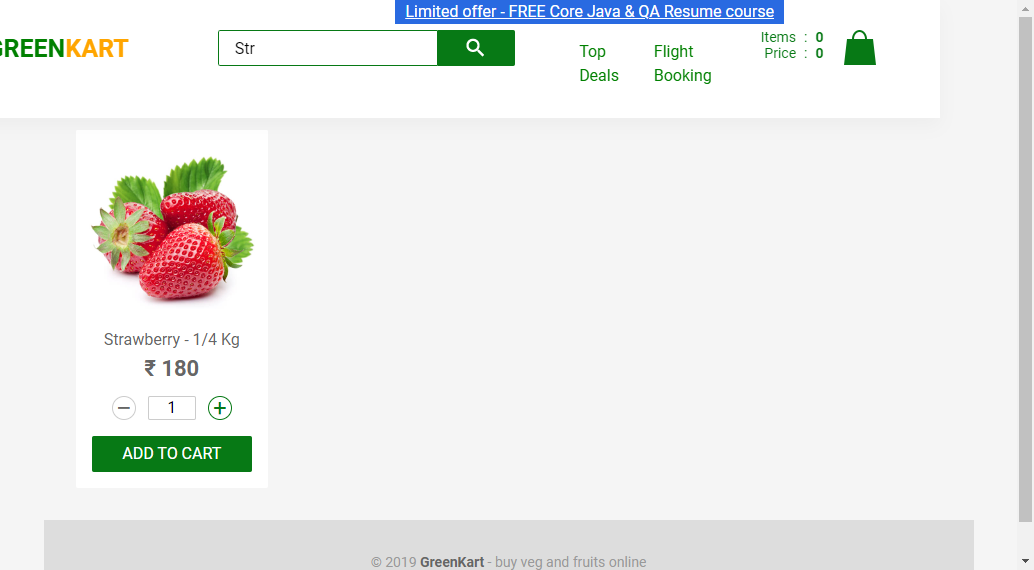 Limited offer - FREE Core Java & QA Resume course
GREENKART
Str
Top Deals
Flight Booking
Items : 0
Price : 0
Strawberry - 1/4 Kg
₹ 180
1
ADD TO CART
© 2019 GreenKart - buy veg and fruits online